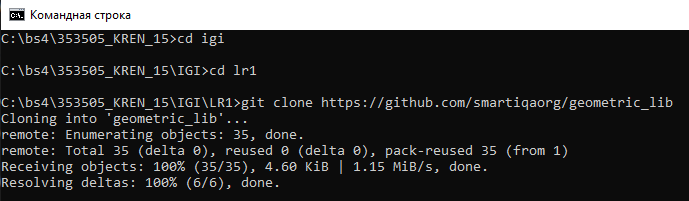 Командная строка
C:\bs4\353505_KREN_15>cd igi
C:\bs4\353505_KREN_15\IGI>cd lr1
C:\bs4\353505_KREN_15\IGI\LR1>git clone https://github.com/smartiqaorg/geometric_lib
Cloning into 'geometric_lib'...
remote: Enumerating objects: 35, done.
remote: Total 35 (delta 0), reused 0 (delta 0), pack-reused 35 (from 1)
Receiving objects: 100% (35/35), 4.60 KiB | 1.15 MiB/s, done.
Resolving deltas: 100% (6/6), done.